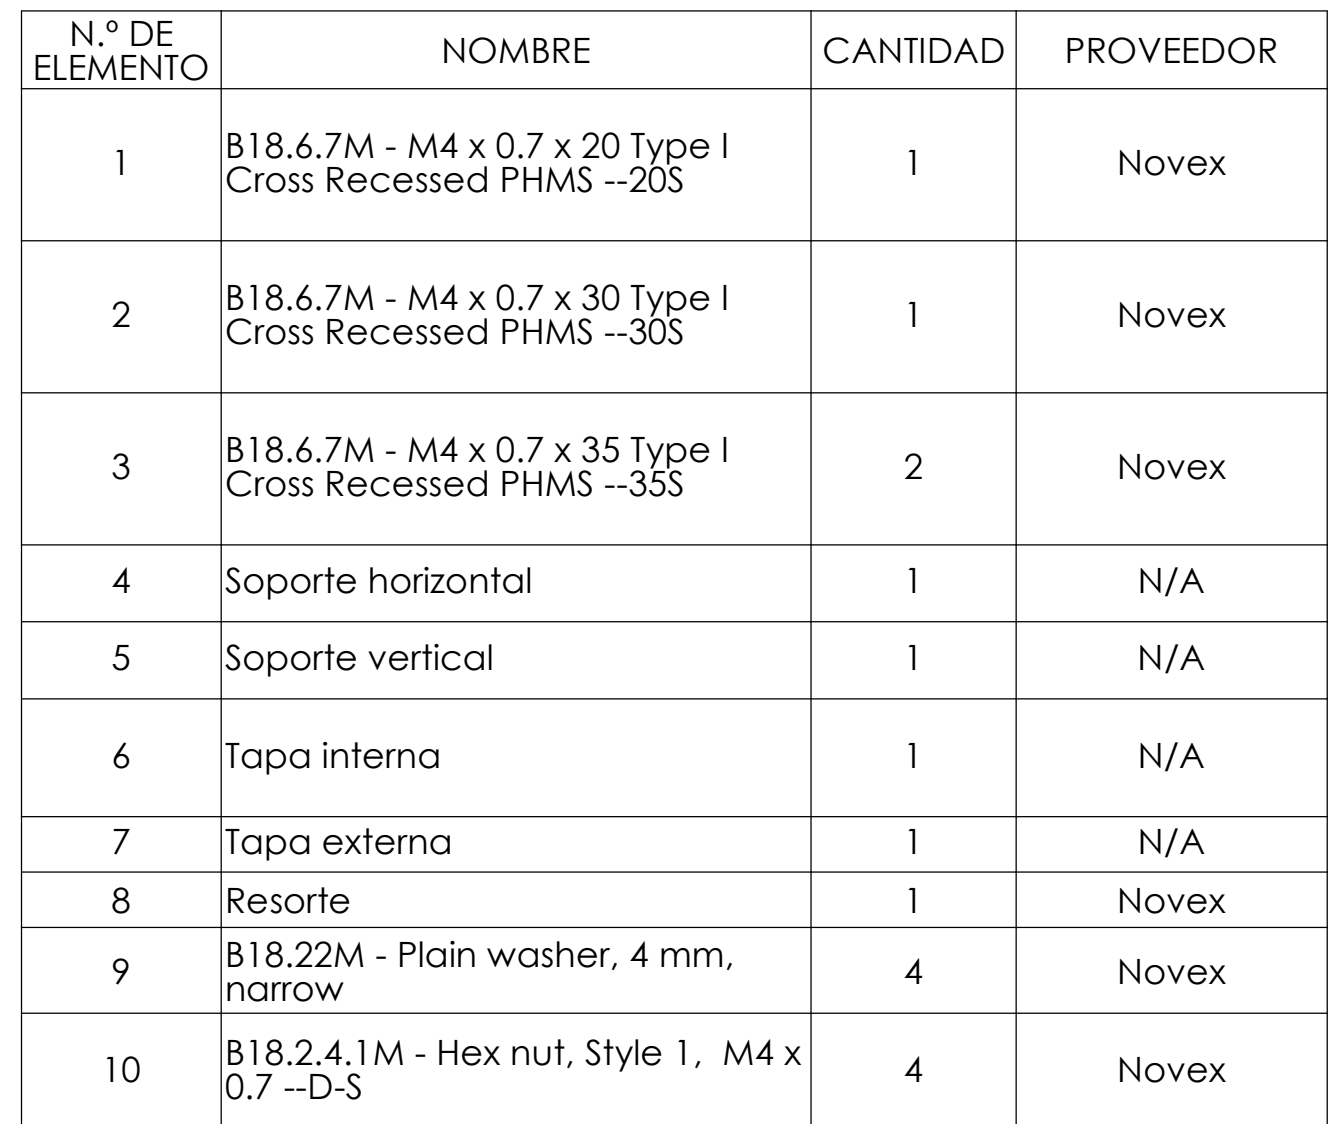 N.º DE
ELEMENTO
NOMBRE
CANTIDAD
PROVEEDOR
1
B18.6.7M - M4 x 0.7 x 20 Type I
Cross Recessed PHMS --20S
1
Novex
2
B18.6.7M - M4 x 0.7 x 30 Type I
Cross Recessed PHMS --30S
1
Novex
3
B18.6.7M - M4 x 0.7 x 35 Type I
Cross Recessed PHMS --35S
2
Novex
4
Soporte horizontal
1
N/A
5
Soporte vertical
1
N/A
6
Tapa interna
1
N/A
7
Tapa externa
1
N/A
8
Resorte
1
Novex
9
B18.22M - Plain washer, 4 mm,
narrow
4
Novex
10
B18.2.4.1M - Hex nut, Style 1,  M4 x
0.7 --D-S
4
Novex